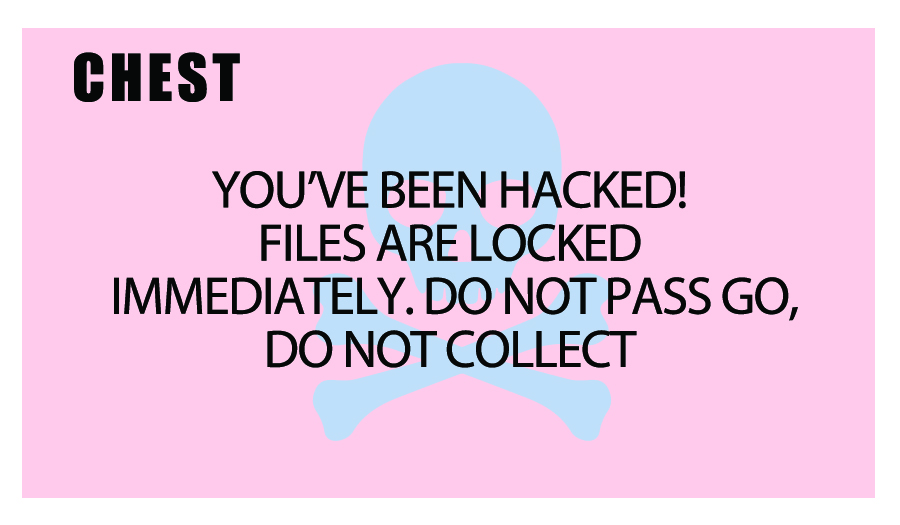 CHEST
YOU’VE BEEN HACKED!
FILES ARE LOCKED
IMMEDIATELY. DO NOT PASS GO,
DO NOT COLLECT